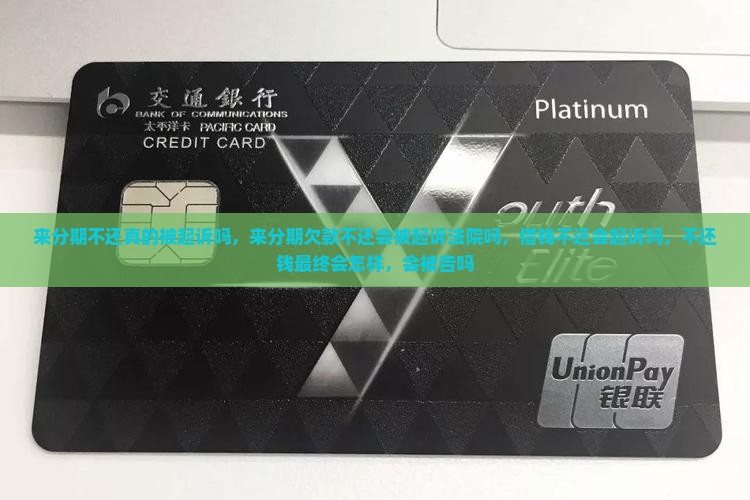 交通銀行
Platinum
BANK OF COMMUNICATIONS
太平洋卡 PACIFIC CARD
CREDIT CARD
outh
来分期不还真的被起诉吗，来分期欠款不还会被起诉法院吗，借钱不还会起诉吗，不还
钱最终会怎样，会被告吗
Elite
UnionPay
银联